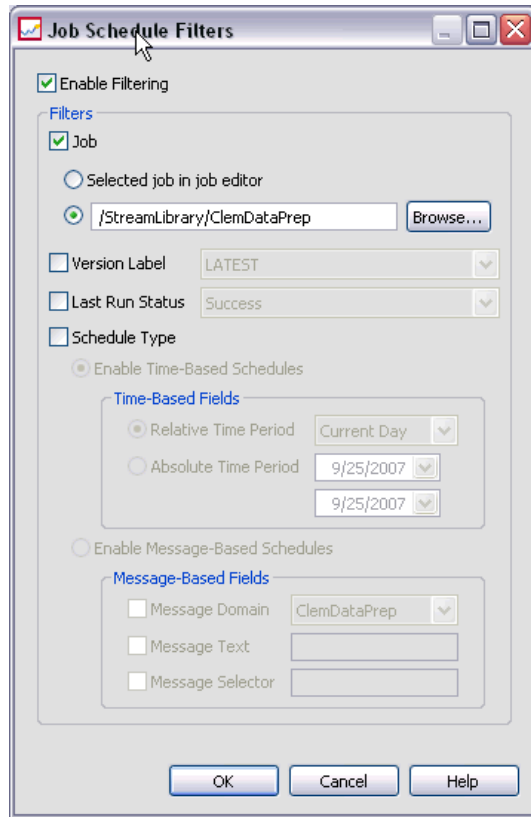 Job Schedule Filters
Enable Filtering
Filters
Job
Selected job in job editor
/StreamLibrary/ClemDataPrep Browse...
Version Label LATEST
Last Run Status Success
Schedule Type
Enable Time-Based Schedules
Time-Based Fields
Relative Time Period Current Day
Absolute Time Period 9/25/2007
9/25/2007
Enable Message-Based Schedules
Message-Based Fields
Message Domain ClemDataPrep
Message Text
Message Selector
OK Cancel Help